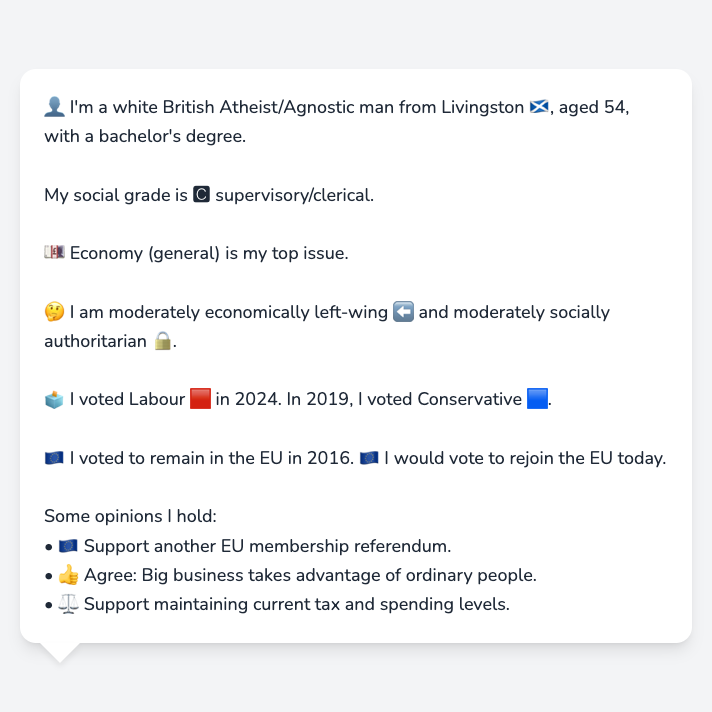 👤 I'm a white British Atheist/Agnostic man from Livingston 🏴󠁧󠁢󠁳󠁣󠁴󠁿, aged 54,
with a bachelor's degree.
My social grade is 🅲 supervisory/clerical.
💷 Economy (general) is my top issue.
🤔 I am moderately economically left-wing ⬅️ and moderately socially
authoritarian 🔒.
🗳️ I voted Labour 🟥 in 2024. In 2019, I voted Conservative 🟦.
🇪🇺 I voted to remain in the EU in 2016. 🇪🇺 I would vote to rejoin the EU today.
Some opinions I hold:
• 🇪🇺 Support another EU membership referendum.
• 👍 Agree: Big business takes advantage of ordinary people.
• ⚖️ Support maintaining current tax and spending levels.